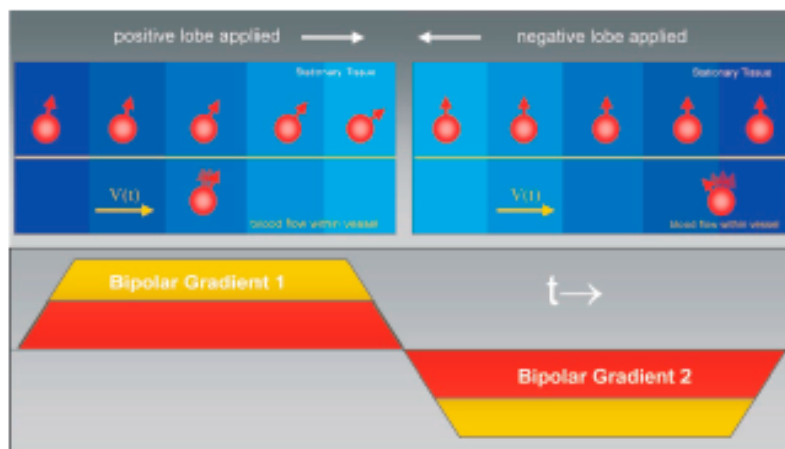 positive lobe applied
negative lobe applied
Stationary Tissue
Stationary Tissue
V(t)
blood flow within vessel
V(t)
blood flow within vessel
Bipolar Gradient 1
t→
Bipolar Gradient 2